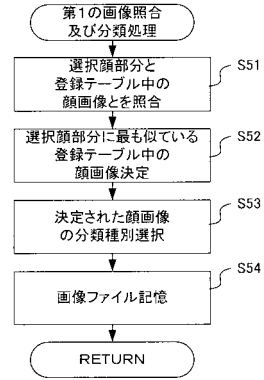 第1の画像照合
及び分類処理
選択顔部分と
登録テーブル中の
顔画像とを照合
S51
選択顔部分に最も似ている
登録テーブル中の
顔画像決定
S52
決定された顔画像
の分類種別選択
S53
画像ファイル記憶
S54
RETURN